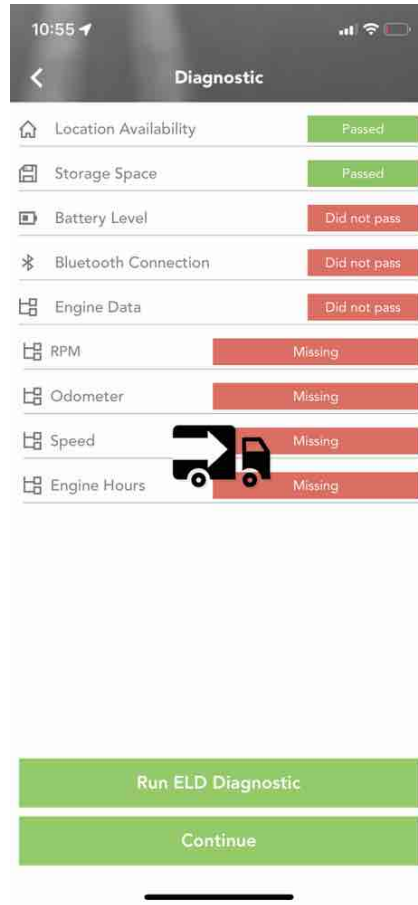 10:55
Diagnostic
Location Availability Passed
Storage Space Passed
Battery Level Did not pass
Bluetooth Connection Did not pass
Engine Data Did not pass
RPM Missing
Odometer Missing
Speed Missing
Engine Hours Missing
Run ELD Diagnostic
Continue